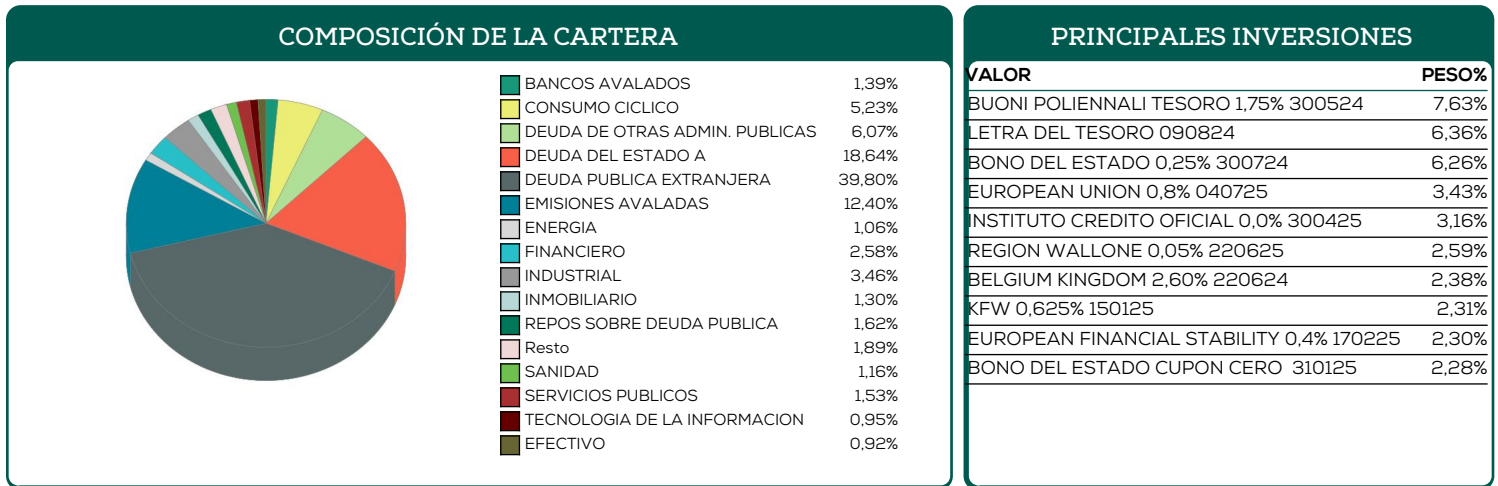 COMPOSICIÓN DE LA CARTERA
BANCOS AVALADOS 1,39%
CONSUMO CICLICO 5,23%
DEUDA DE OTRAS ADMIN. PUBLICAS 6,07%
DEUDA DEL ESTADO A 18,64%
DEUDA PUBLICA EXTRANJERA 39,80%
EMISIONES AVALADAS 12,40%
ENERGIA 1,06%
FINANCIERO 2,58%
INDUSTRIAL 3,46%
INMOBILIARIO 1,30%
REPOS SOBRE DEUDA PUBLICA 1,62%
Resto 1,89%
SANIDAD 1,16%
SERVICIOS PUBLICOS 1,53%
TECNOLOGIA DE LA INFORMACION 0,95%
EFECTIVO 0,92%
PRINCIPALES INVERSIONES
VALOR PESO%
BUONI POLIENNALI TESORO 1,75% 300524 7,63%
LETRA DEL TESORO 090824 6,36%
BONO DEL ESTADO 0,25% 300724 6,26%
EUROPEAN UNION 0,8% 040725 3,43%
INSTITUTO CREDITO OFICIAL 0,0% 300425 3,16%
REGION WALLONE 0,05% 220625 2,59%
BELGIUM KINGDOM 2,60% 220624 2,38%
KFW 0,625% 150125 2,31%
EUROPEAN FINANCIAL STABILITY 0,4% 170225 2,30%
BONO DEL ESTADO CUPON CERO 310125 2,28%